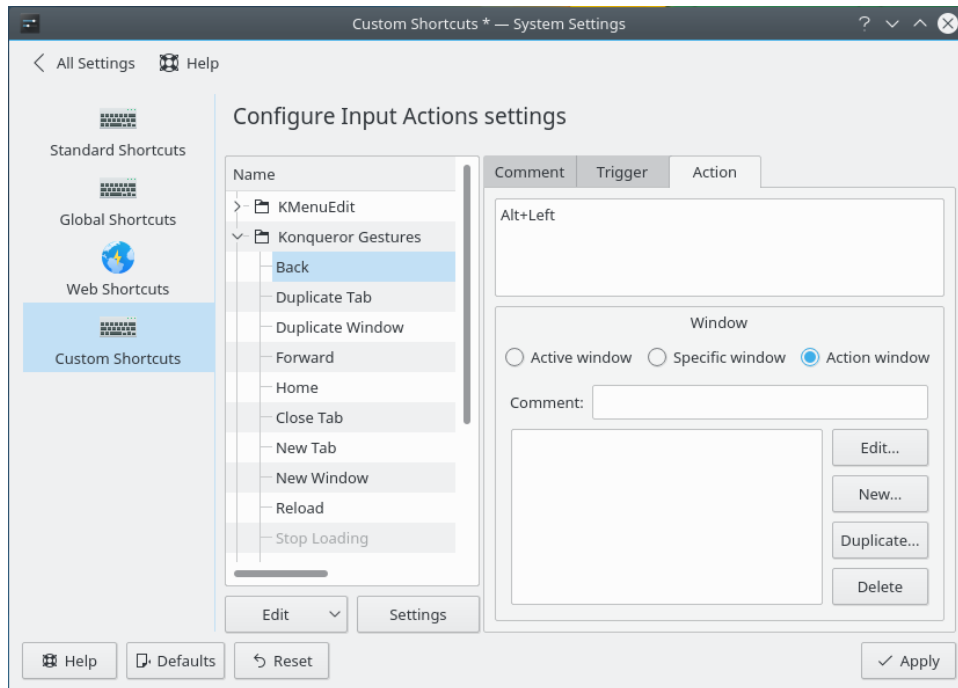 Custom Shortcuts * — System Settings
All Settings
Help
Standard Shortcuts
Global Shortcuts
Web Shortcuts
Custom Shortcuts
Configure Input Actions settings
Name
KMenuEdit
Konqueror Gestures
Back
Duplicate Tab
Duplicate Window
Forward
Home
Close Tab
New Tab
New Window
Reload
Stop Loading
Edit
Settings
Comment
Trigger
Action
Alt+Left
Window
Active window
Specific window
Action window
Comment:
Edit...
New...
Duplicate...
Delete
Help
Defaults
Reset
Apply